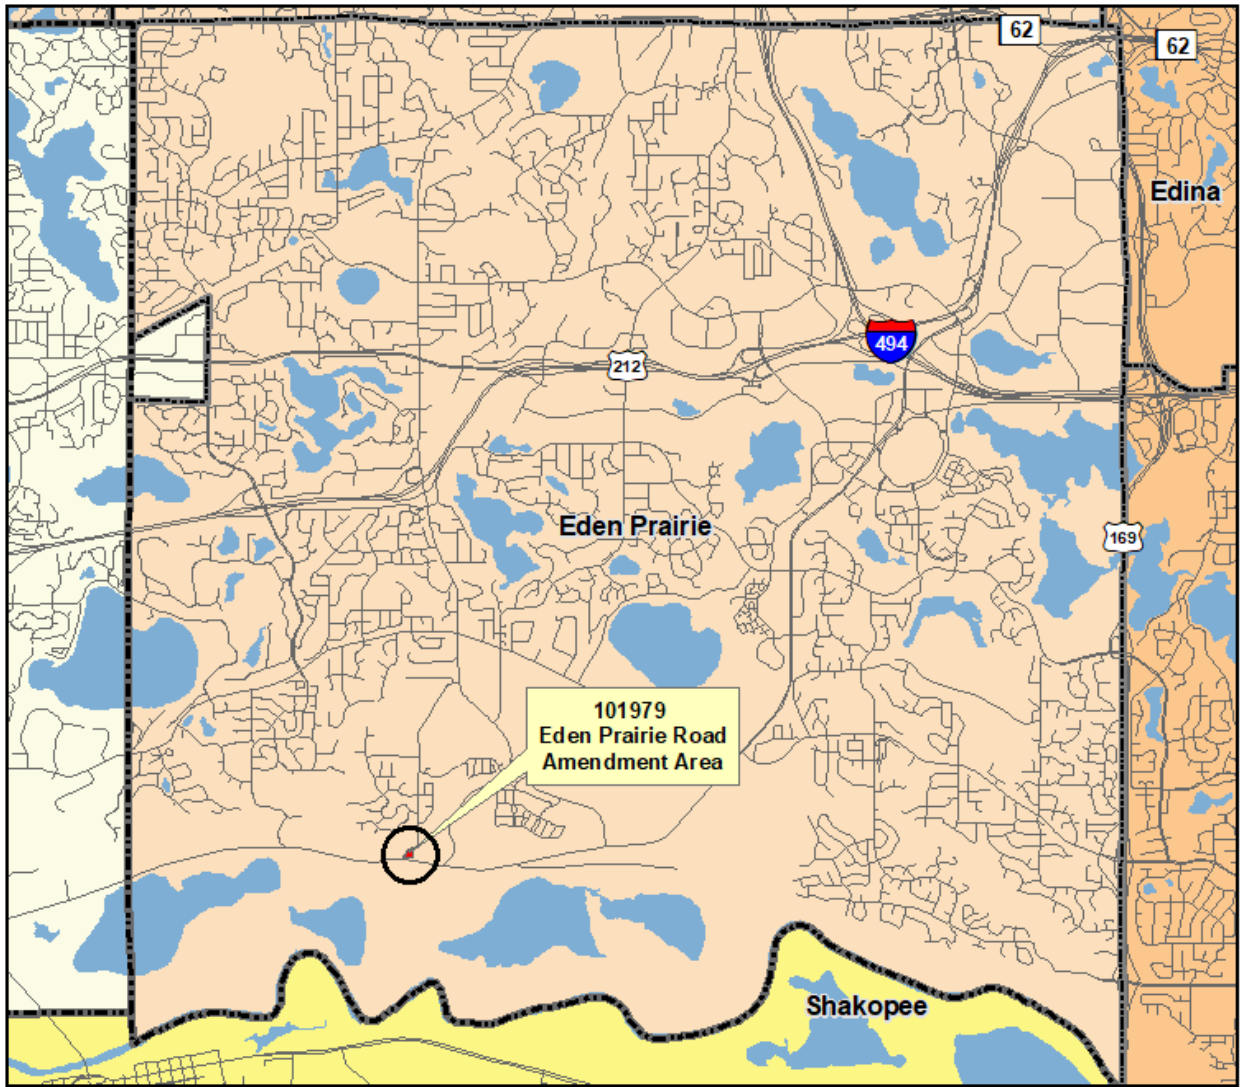 62
62
Edina
494
212
Eden Prairie
169
101979
Eden Prairie Road
Amendment Area
Shakopee